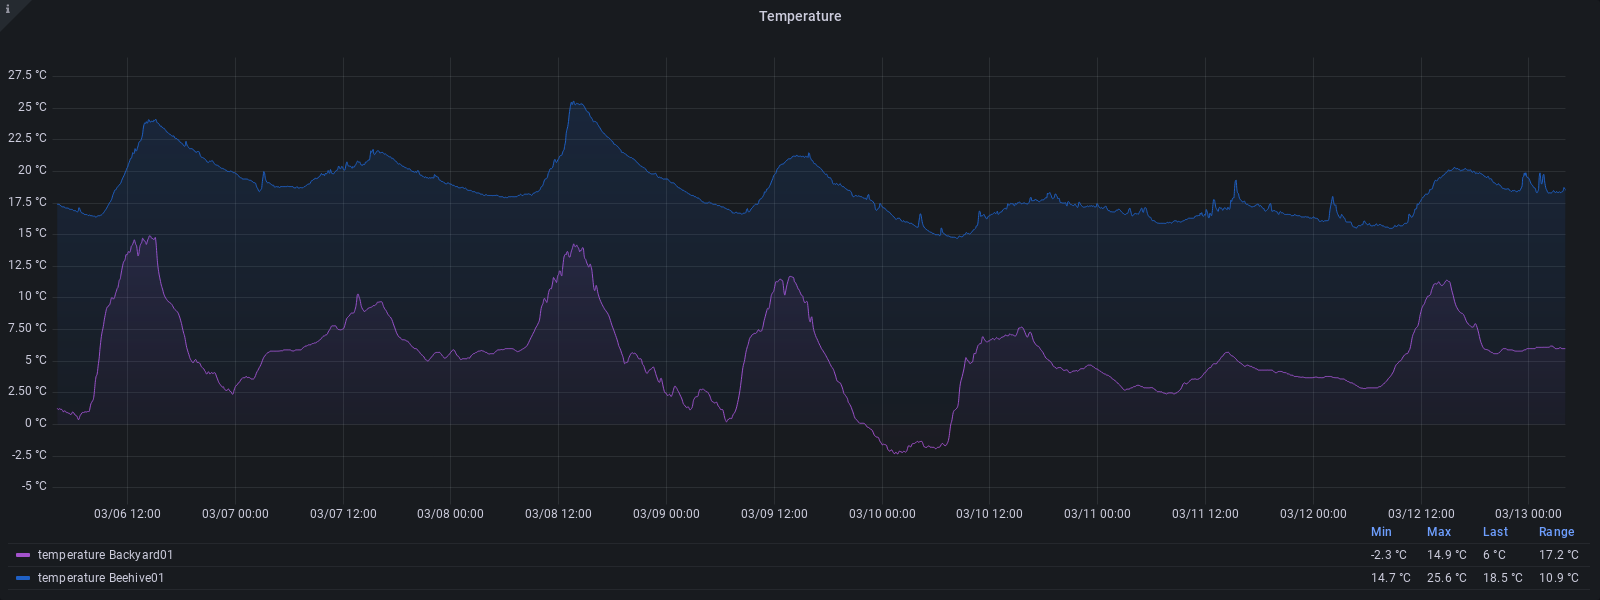 i
Temperature
27.5 °C
25 °C
22.5 °C
20 °C
17.5 °C
15 °C
12.5 °C
10 °C
7.50 °C
5 °C
2.50 °C
0 °C
-2.5 °C
-5 °C
03/06 12:00 03/07 00:00 03/07 12:00 03/08 00:00 03/08 12:00 03/09 00:00 03/09 12:00 03/10 00:00 03/10 12:00 03/11 00:00 03/11 12:00 03/12 00:00 03/12 12:00 03/13 00:00
Min Max Last Range
temperature Backyard01 -2.3 °C 14.9 °C 6 °C 17.2 °C
temperature Beehive01 14.7 °C 25.6 °C 18.5 °C 10.9 °C